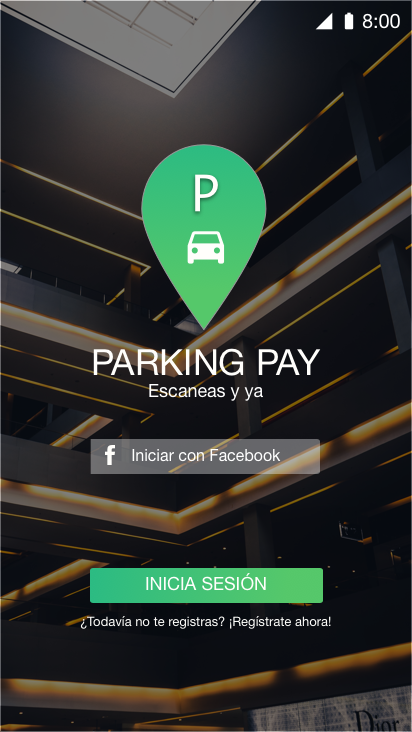 8:00
P
PARKING PAY
Escaneas y ya
f Iniciar con Facebook
INICIA SESIÓN
¿Todavía no te registras? ¡Regístrate ahora!
Dior